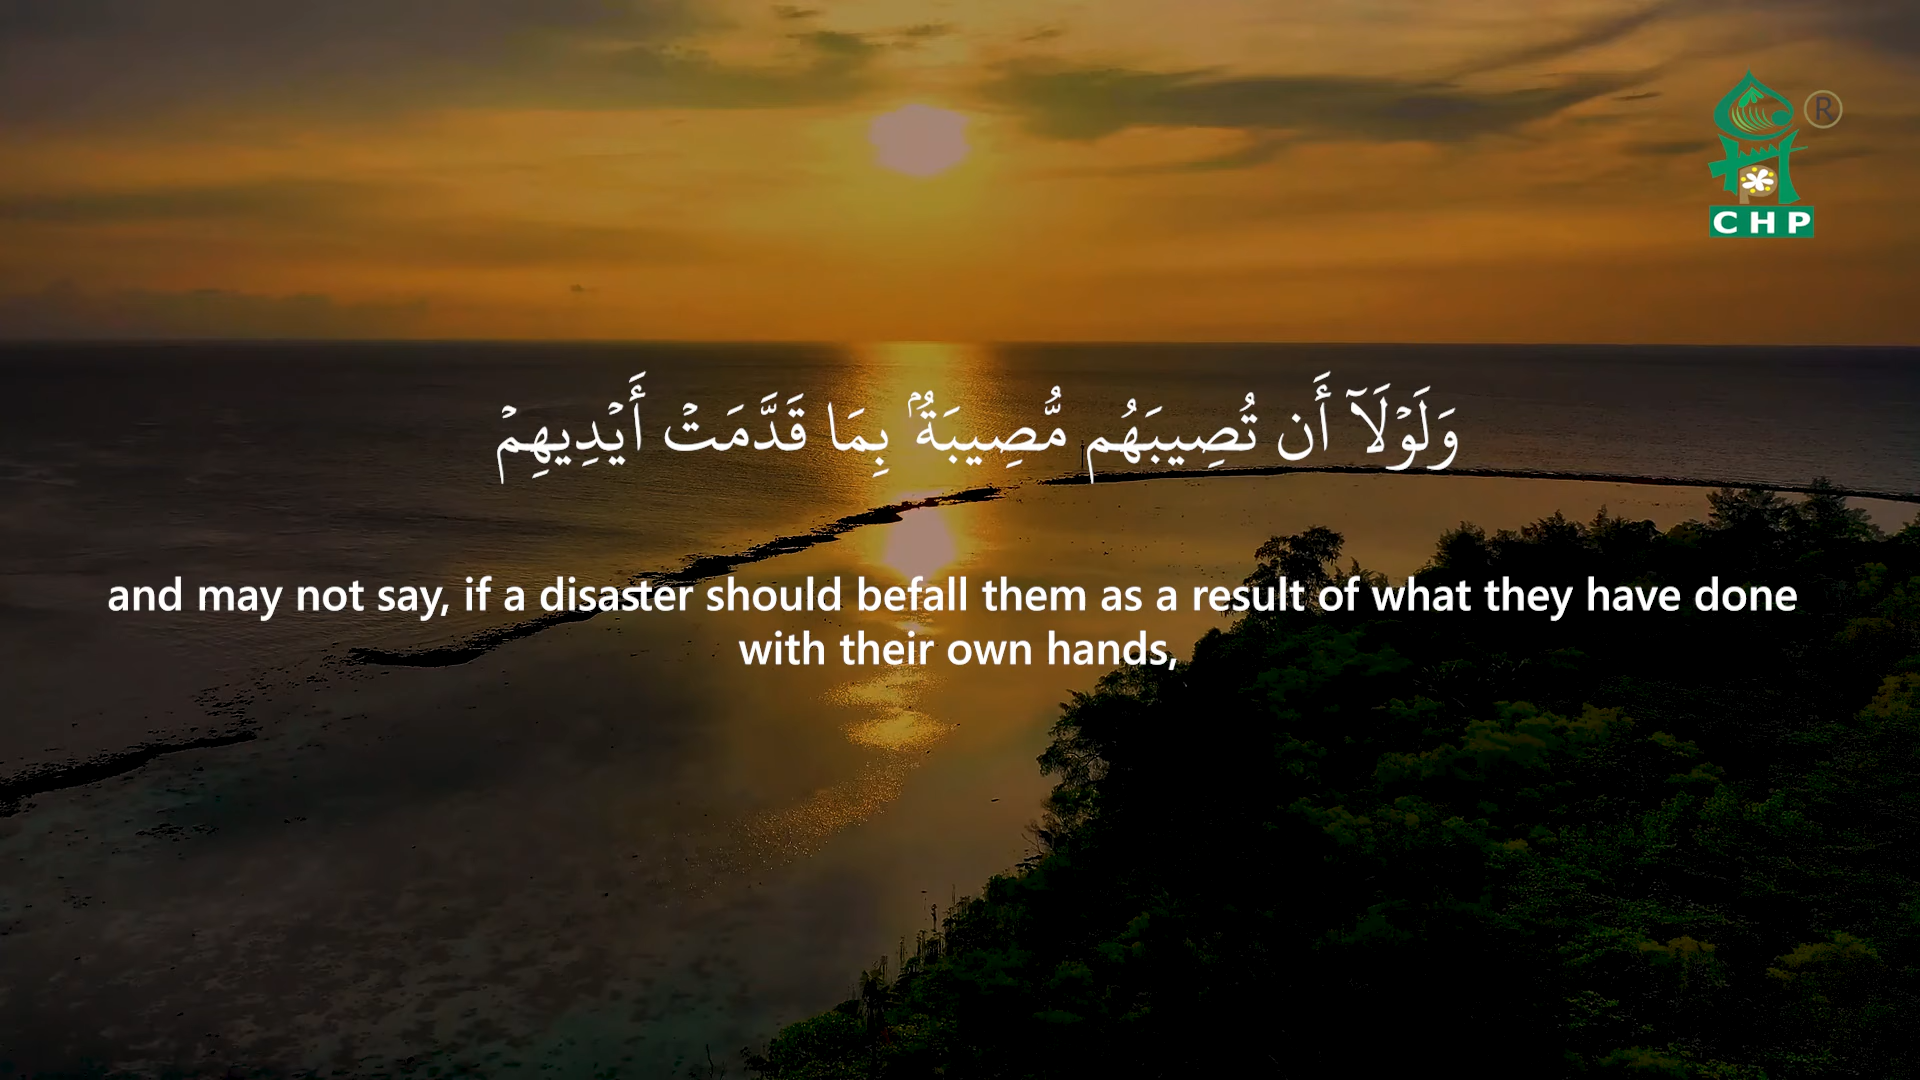 ®
CHP
وَلَوۡلَآ أَن تُصِيبَهُم مُّصِيبَةُۢ بِمَا قَدَّمَتۡ أَيۡدِيهِمۡ
and may not say, if a disaster should befall them as a result of what they have done
with their own hands,